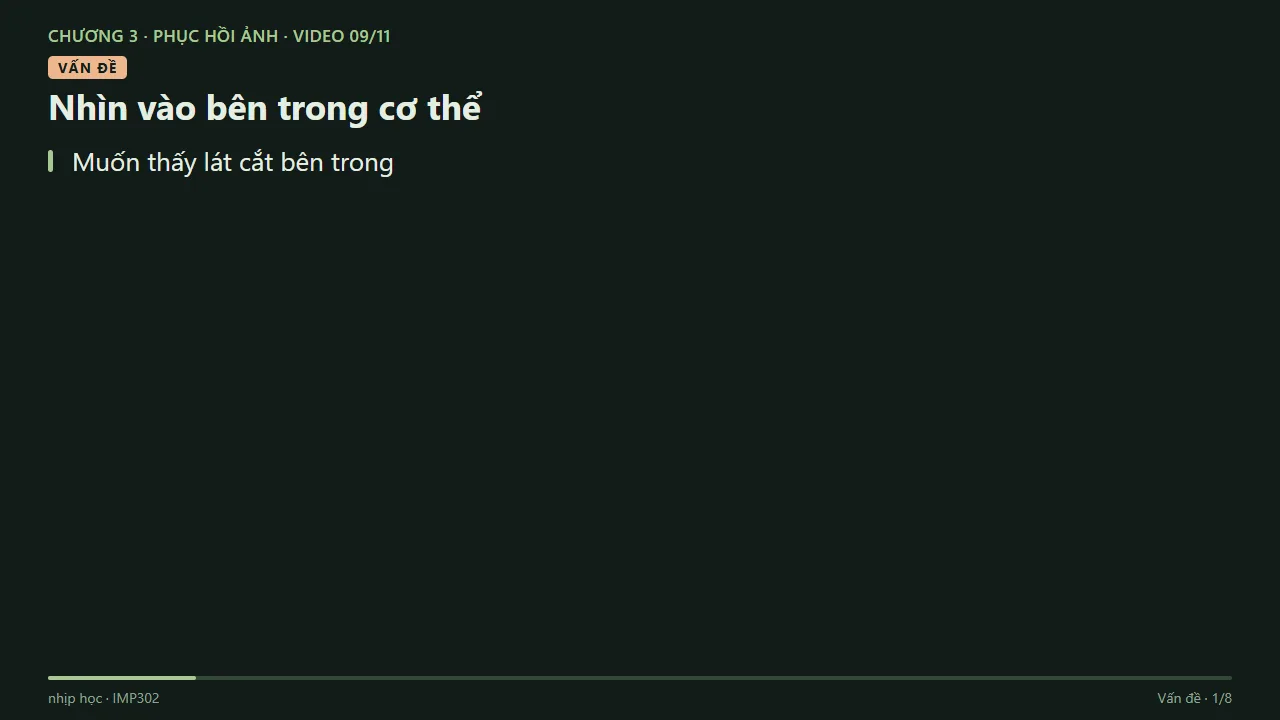 CHƯƠNG 3 · PHỤC HỒI ẢNH · VIDEO 09/11
VẤN ĐỀ
Nhìn vào bên trong cơ thể
Muốn thấy lát cắt bên trong
nhịp học · IMP302
Vấn đề · 1/8